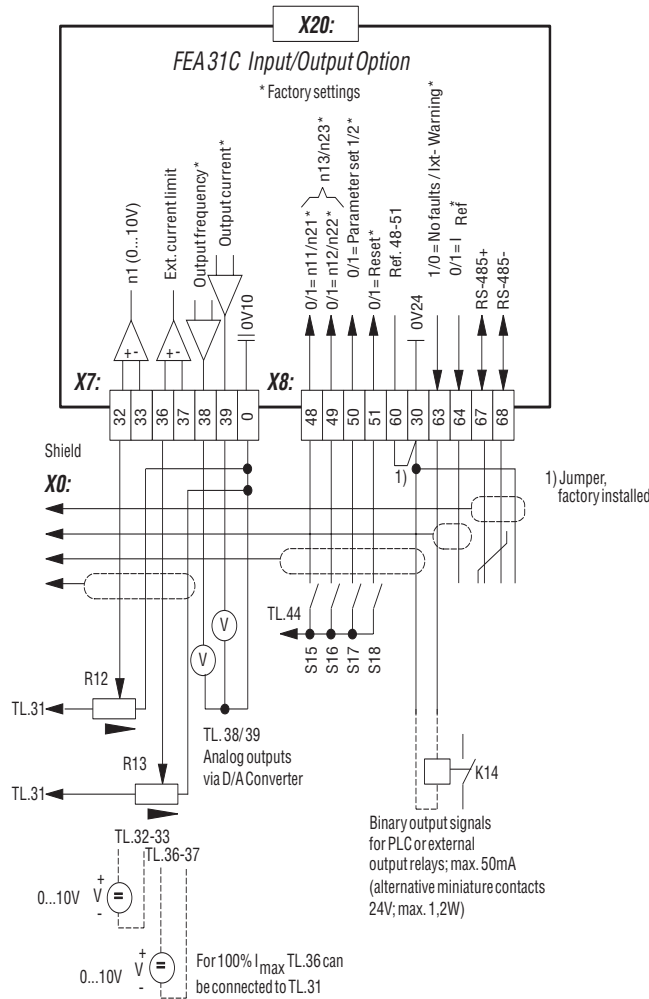 X20:
FEA 31C Input/Output Option
* Factory settings
n1 (0...10V)
Ext. current limit
Output frequency*
Output current*
0V10
0/1= n11/n21*
0/1= n12/n22*
n13/n23*
0/1= Parameter set 1/2*
0/1= Reset*
Ref. 48-51
0V24
1/0= No faults / Ixt- Warning*
0/1= I Ref*
RS-485+
RS-485-
+ -
+ -
X7:
X8:
32 33 36 37 38 39 0
48 49 50 51 60 30 63 64 67 68
Shield
X0:
1)
1) Jumper,
factory installed
TL.44
S15 S16 S17 S18
V
V
R12
TL.31
TL. 38/39
Analog outputs
via D/A Converter
R13
TL.31
K14
Binary output signals
for PLC or external
output relays; max. 50mA
(alternative miniature contacts
24V; max. 1,2W)
TL.32-33
TL.36-37
0...10V
+
V =
-
0...10V
+
V =
-
For 100% Imax TL.36 can
be connected to TL.31